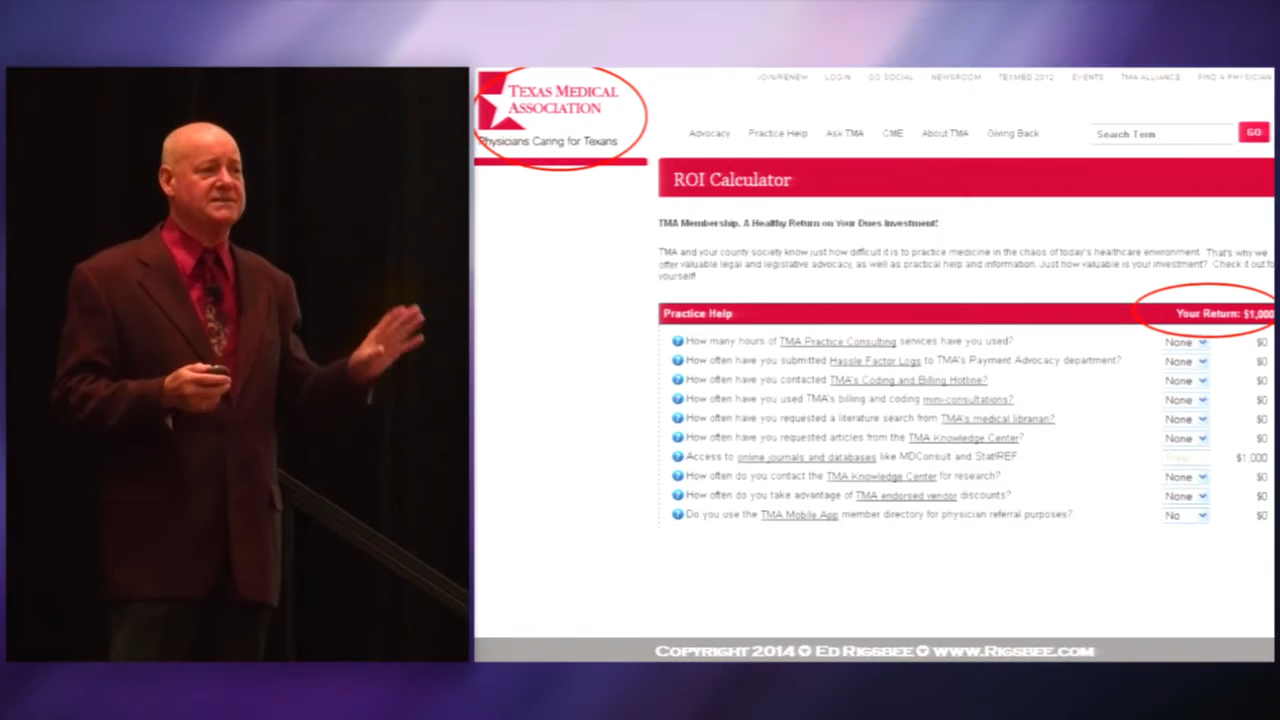 TEXAS MEDICAL
ASSOCIATION
Physicians Caring for Texans
JOIN/RENEW LOGIN GO SOCIAL NEWSROOM TEXMED 2012 EVENTS TMA ALLIANCE FIND A PHYSICIAN
Advocacy Practice Help Ask TMA CME About TMA Giving Back Search Term GO
ROI Calculator
TMA Membership, A Healthy Return on Your Dues Investment!
TMA and your county society know just how difficult it is to practice medicine in the chaos of today's healthcare environment. That's why we
offer valuable legal and legislative advocacy, as well as practical help and information. Just how valuable is your investment? Check it out for
yourself!
Practice Help Your Return: $1,000
How many hours of TMA Practice Consulting services have you used? None $0
How often have you submitted Hassle Factor Logs to TMA's Payment Advocacy department? None $0
How often have you contacted TMA's Coding and Billing Hotline? None $0
How often have you used TMA's billing and coding mini-consultations? None $0
How often have you requested a literature search from TMA's medical librarian? None $0
How often have you requested articles from the TMA Knowledge Center? None $0
Access to online journals and databases like MDConsult and Stat!REF $1,000
How often do you contact the TMA Knowledge Center for research? None $0
How often do you take advantage of TMA endorsed vendor discounts? None $0
Do you use the TMA Mobile App member directory for physician referral purposes? No $0
COPYRIGHT 2014 © ED RIGSBEE © WWW.RIGSBEE.COM